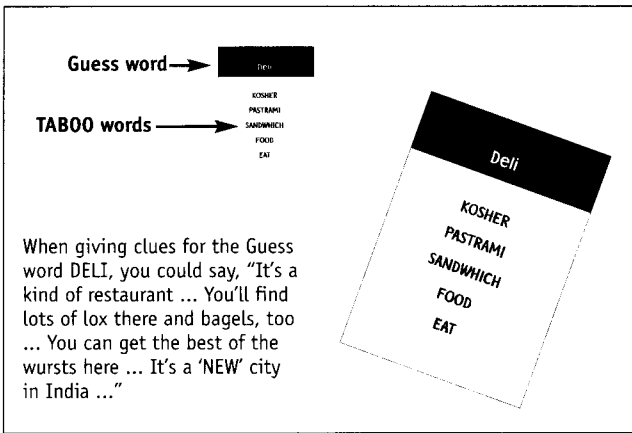 Guess word
Deli
KOSHER
PASTRAMI
TABOO words
SANDWHICH
FOOD
EAT
Deli
KOSHER
PASTRAMI
SANDWHICH
FOOD
EAT
When giving clues for the Guess
word DELI, you could say, “It’s a
kind of restaurant ... You’ll find
lots of lox there and bagels, too
... You can get the best of the
wursts here ... It’s a ‘NEW’ city
in India ...”